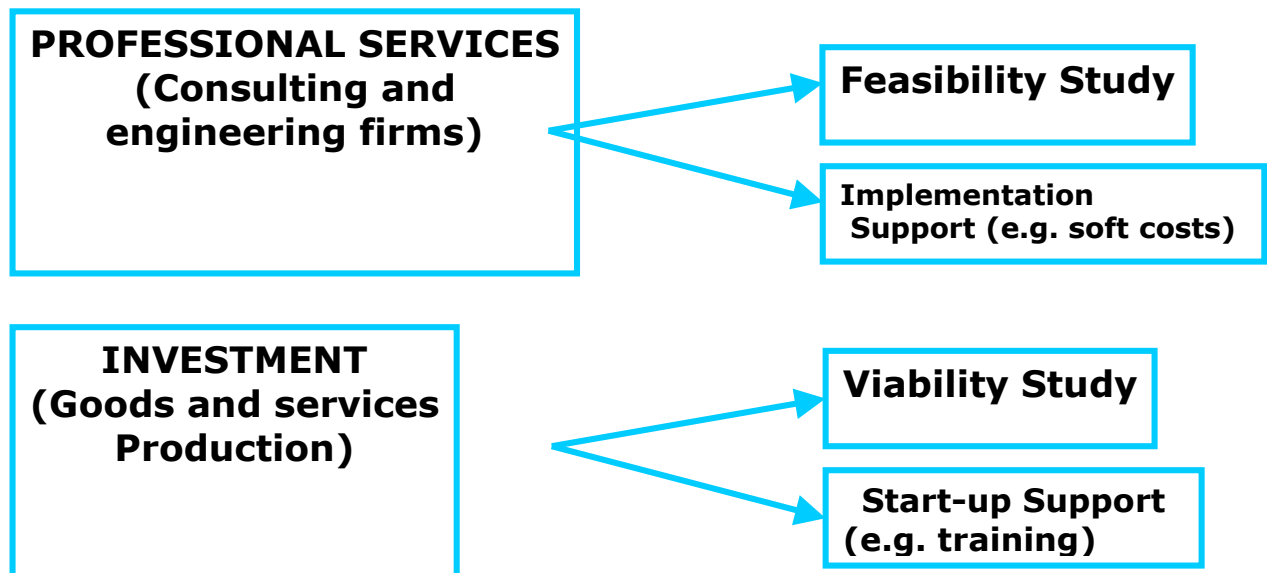 PROFESSIONAL SERVICES
(Consulting and
engineering firms)
Feasibility Study
Implementation
Support (e.g. soft costs)
INVESTMENT
(Goods and services
Production)
Viability Study
Start-up Support
(e.g. training)